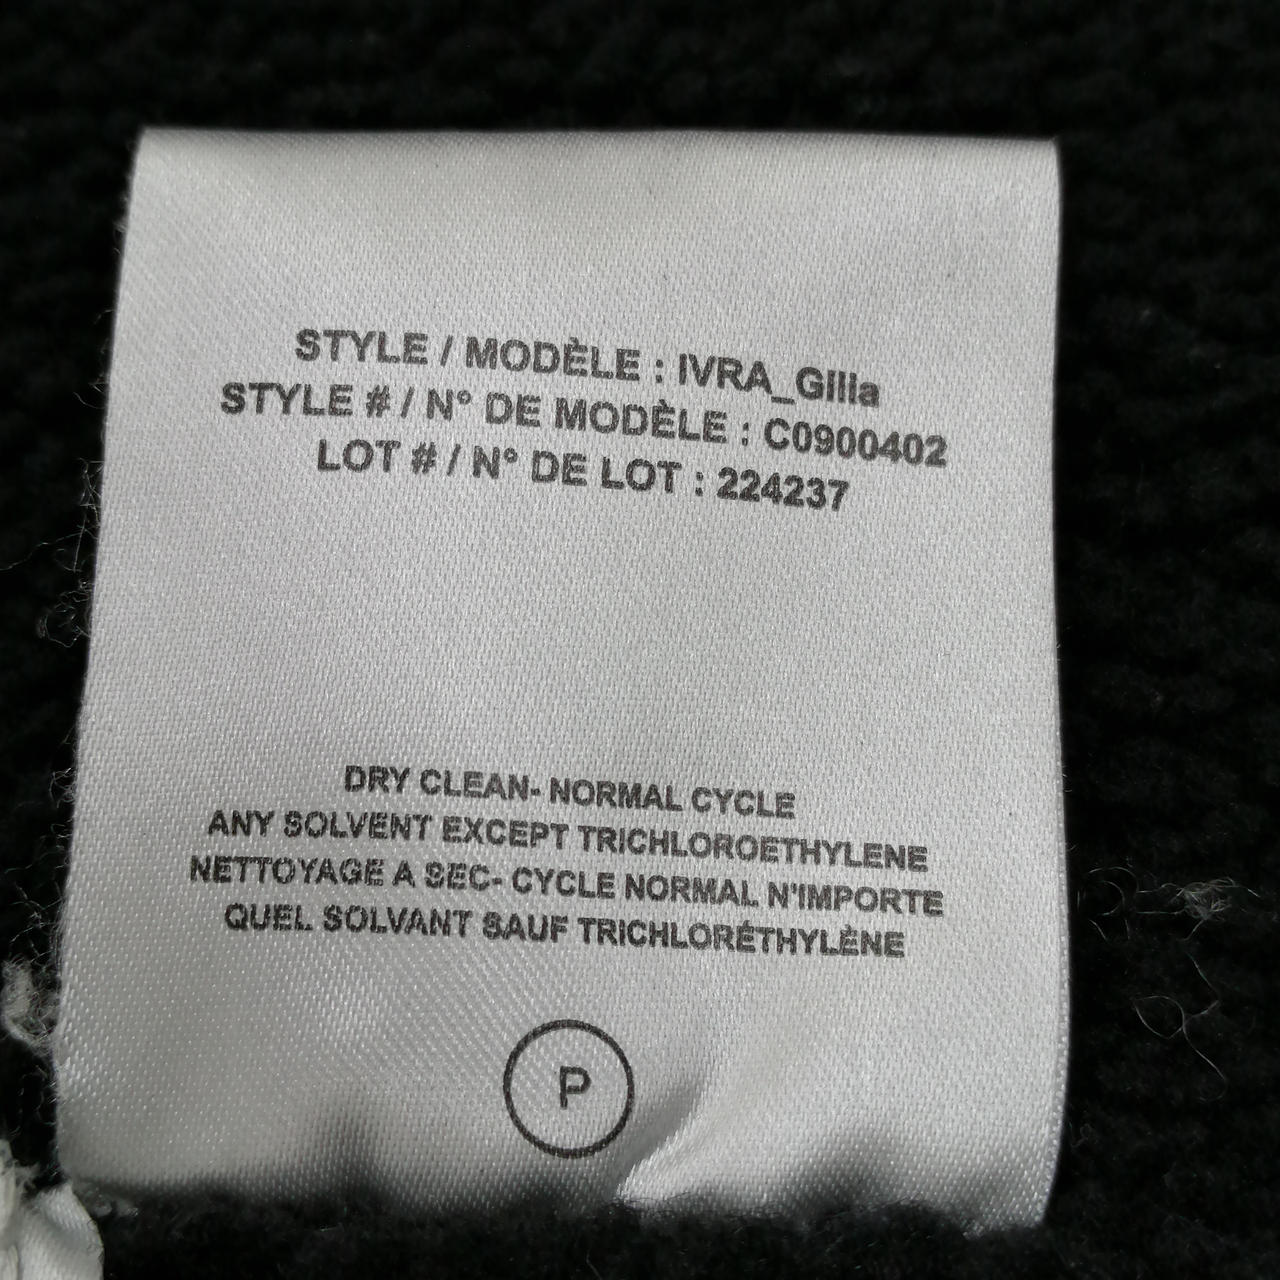 STYLE / MODÈLE : IVRA_Gilia
STYLE # / N° DE MODÈLE : C0900402
LOT # / N° DE LOT : 224237
DRY CLEAN- NORMAL CYCLE
ANY SOLVENT EXCEPT TRICHLOROETHYLENE
NETTOYAGE A SEC- CYCLE NORMAL N'IMPORTE
QUEL SOLVANT SAUF TRICHLORÉTHYLÈNE
P